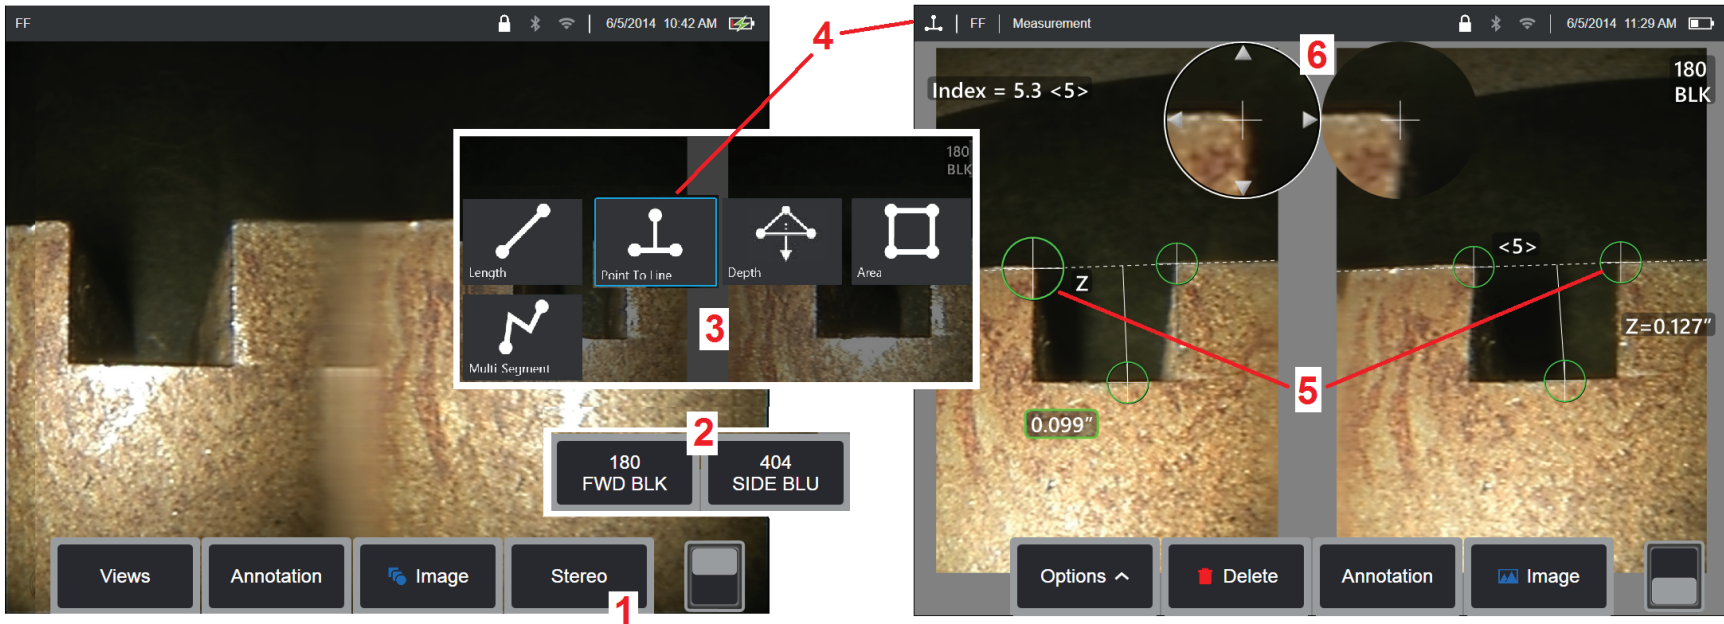 FF
6/5/2014 10:42 AM
4
FF
Measurement
6/5/2014 11:29 AM
6
Index = 5.3 <5>
180
BLK
180
BLK
Length
Point To Line
Depth
Area
3
Multi Segment
Z
<5>
Z=0.127"
5
0.099"
2
180
FWD BLK
404
SIDE BLU
Views
Annotation
Image
Stereo
1
Options
Delete
Annotation
Image